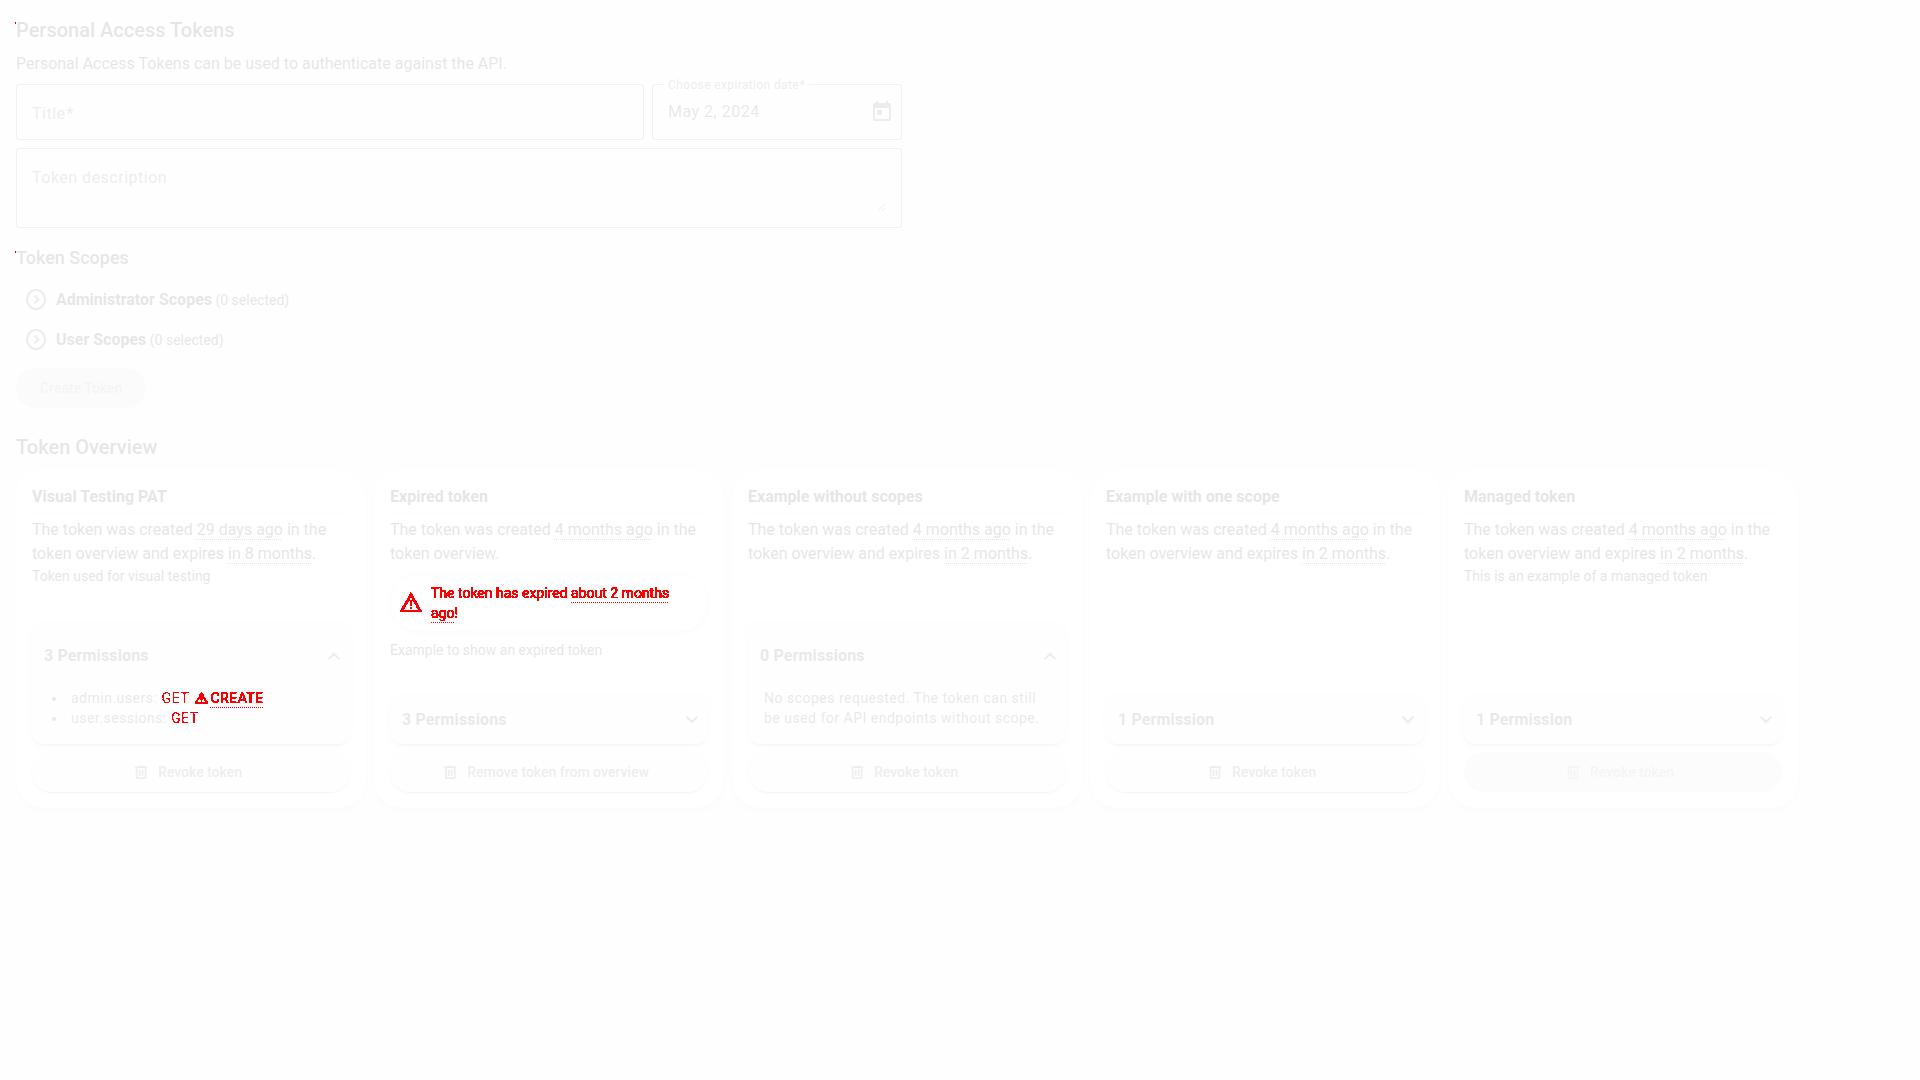 Personal Access Tokens
Personal Access Tokens can be used to authenticate against the API.
Choose expiration date*
Title*
May 2, 2024
Token description
Token Scopes
Administrator Scopes (0 selected)
User Scopes (0 selected)
Create Token
Token Overview
Visual Testing PAT
The token was created 29 days ago in the
token overview and expires in 8 months.
Token used for visual testing
3 Permissions
admin.users: GET CREATE
user.sessions: GET
Revoke token
Expired token
The token was created 4 months ago in the
token overview.
The token has expired about 2 months
ago!
Example to show an expired token
3 Permissions
Remove token from overview
Example without scopes
The token was created 4 months ago in the
token overview and expires in 2 months.
0 Permissions
No scopes requested. The token can still
be used for API endpoints without scope.
Revoke token
Example with one scope
The token was created 4 months ago in the
token overview and expires in 2 months.
1 Permission
Revoke token
Managed token
The token was created 4 months ago in the
token overview and expires in 2 months.
This is an example of a managed token
1 Permission
Revoke token